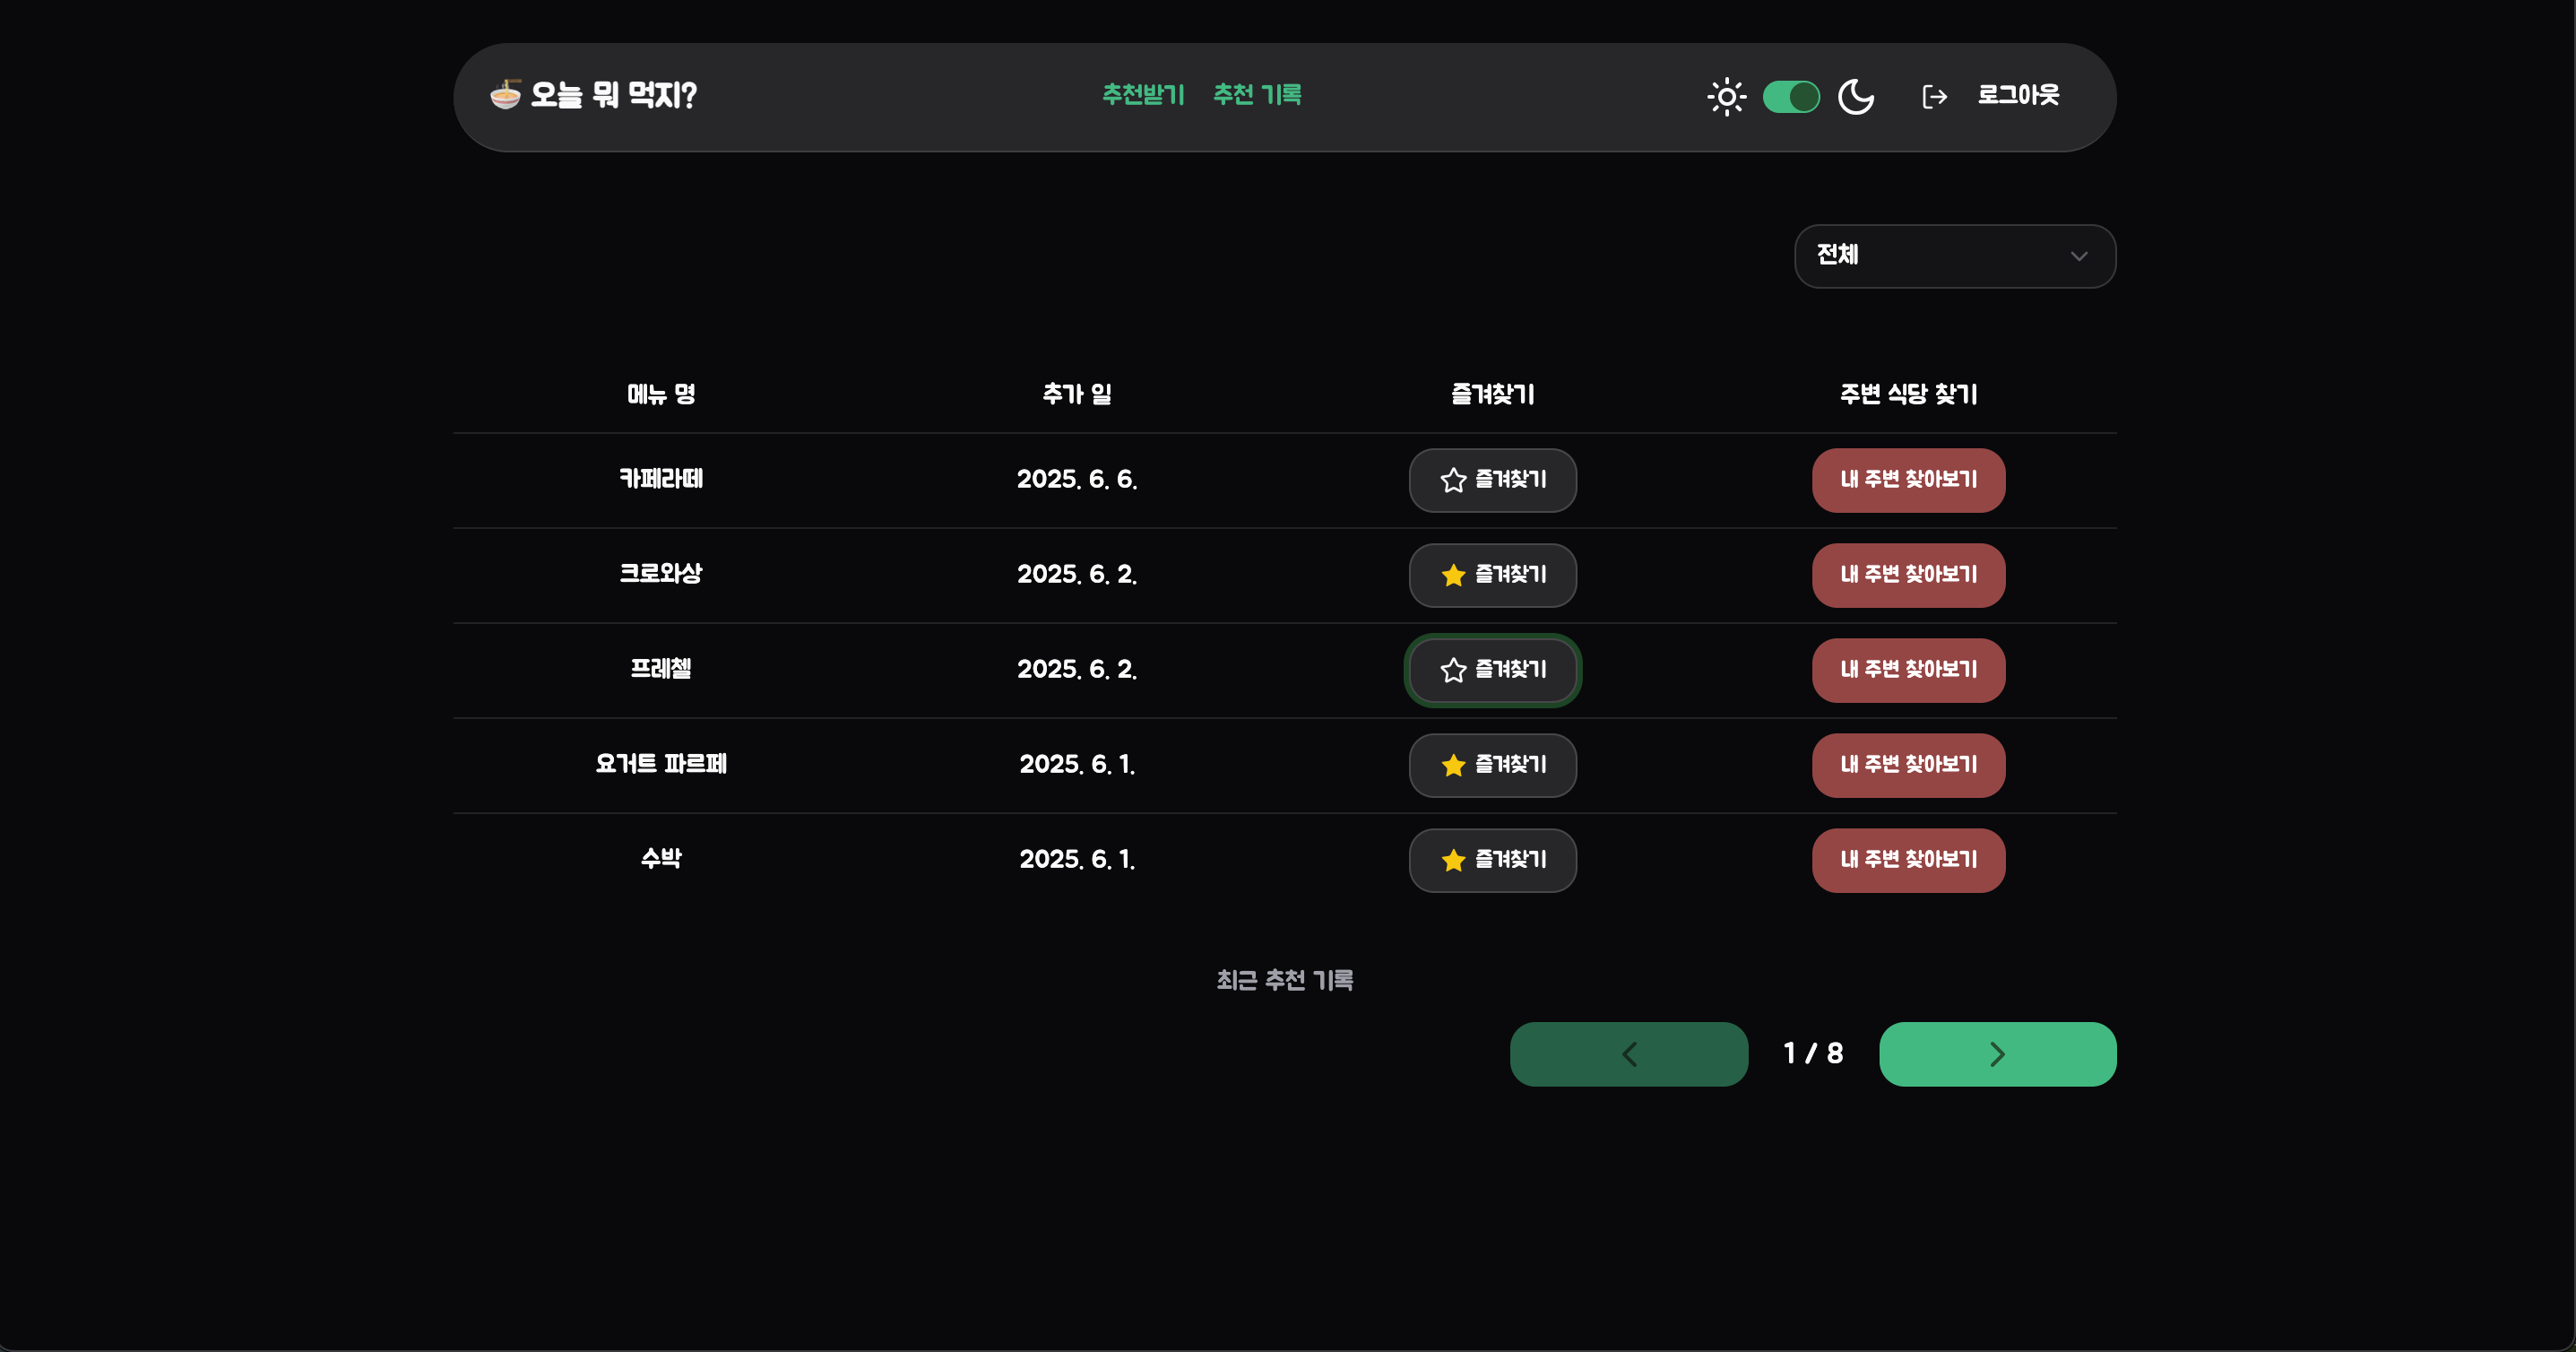 오늘 뭐 먹지?
추천받기 추천 기록
로그아웃
전체
메뉴 명 추가 일 즐겨찾기 주변 식당 찾기
카페라떼 2025. 6. 6. 즐겨찾기 내 주변 찾아보기
크로와상 2025. 6. 2. 즐겨찾기 내 주변 찾아보기
프레첼 2025. 6. 2. 즐겨찾기 내 주변 찾아보기
요거트 파르페 2025. 6. 1. 즐겨찾기 내 주변 찾아보기
수박 2025. 6. 1. 즐겨찾기 내 주변 찾아보기
최근 추천 기록
1 / 8